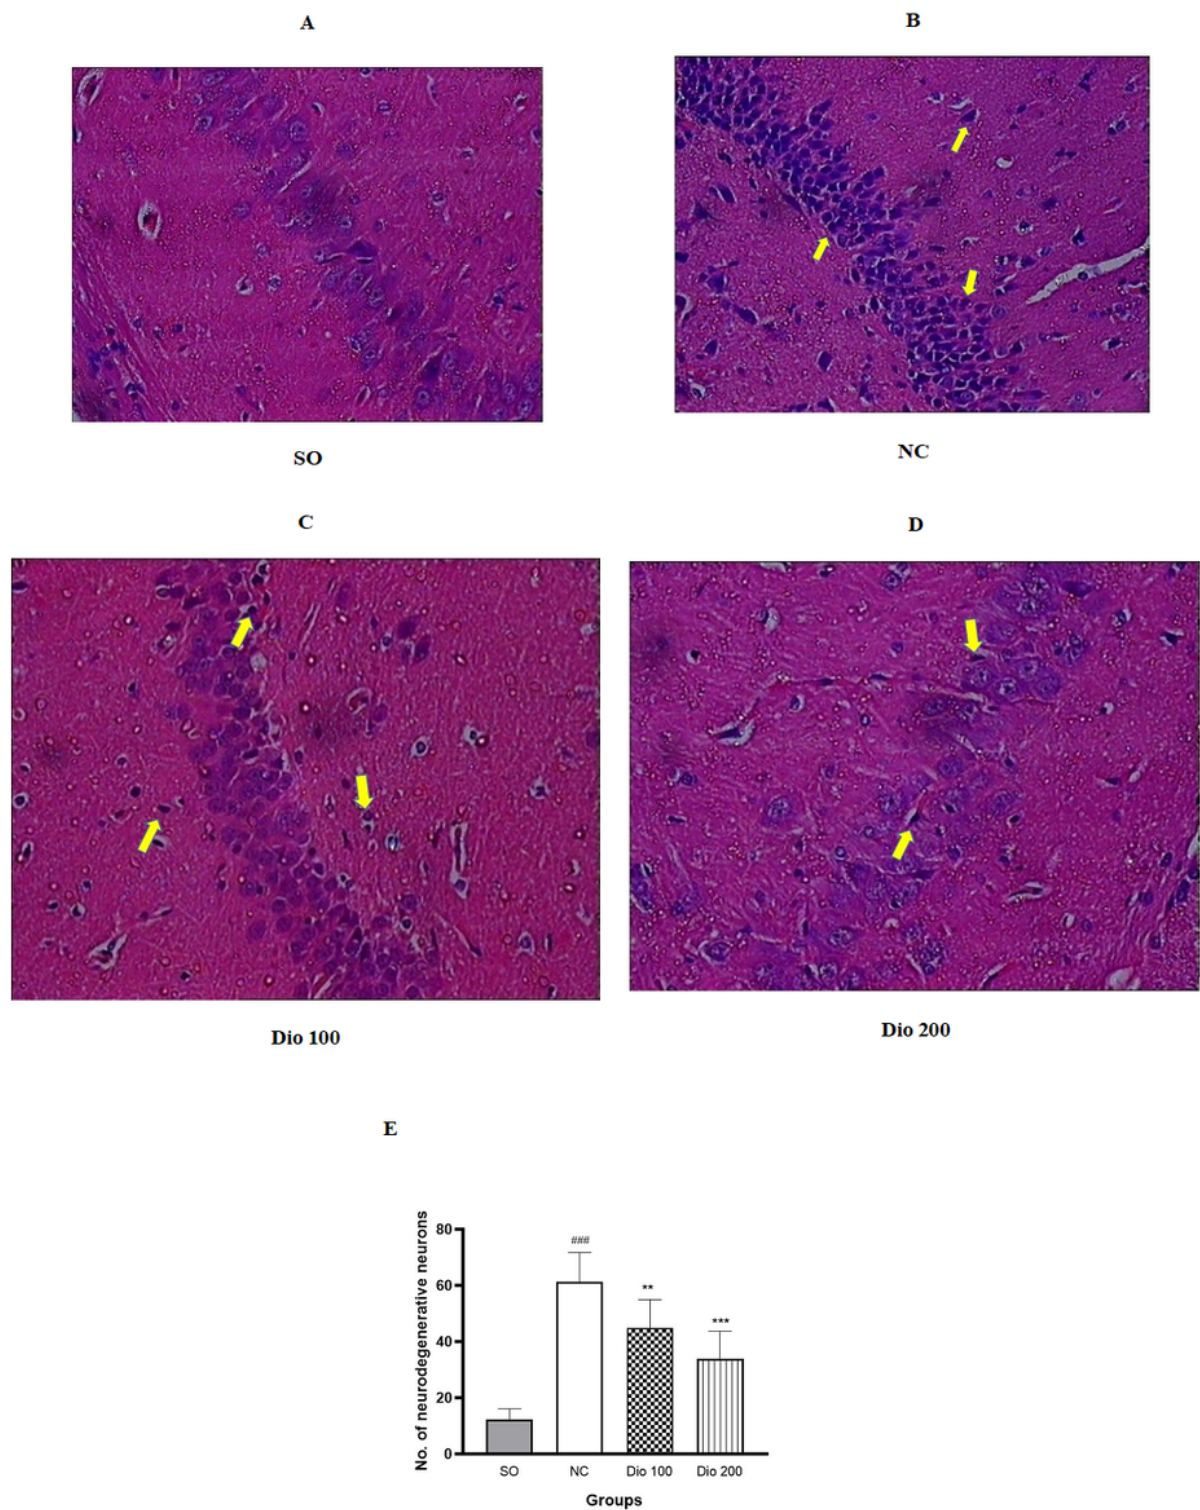 A
B
SO
NC
C
D
Dio 100
Dio 200
E
No. of neurodegenerative neurons
80
60
40
20
0
###
**
***
SO
NC
Dio 100
Dio 200
Groups